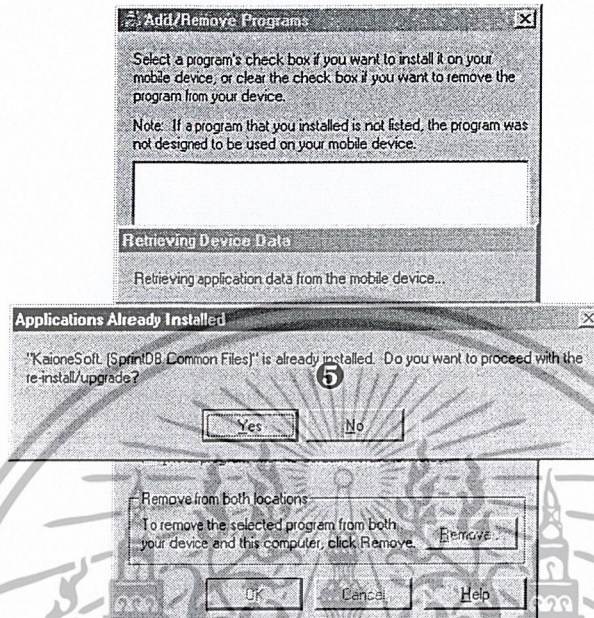 Add/Remove Programs
Select a program's check box if you want to install it on your
mobile device, or clear the check box if you want to remove the
program from your device.
Note: If a program that you installed is not listed, the program was
not designed to be used on your mobile device.
Retrieving Device Data
Retrieving application data from the mobile device...
Applications Already Installed
"KaioneSoft (SprintDB Common Files)" is already installed. Do you want to proceed with the
re-install/upgrade?
5
Yes No
Remove from both locations
To remove the selected program from both
your device and this computer, click Remove.
Remove...
OK Cancel Help